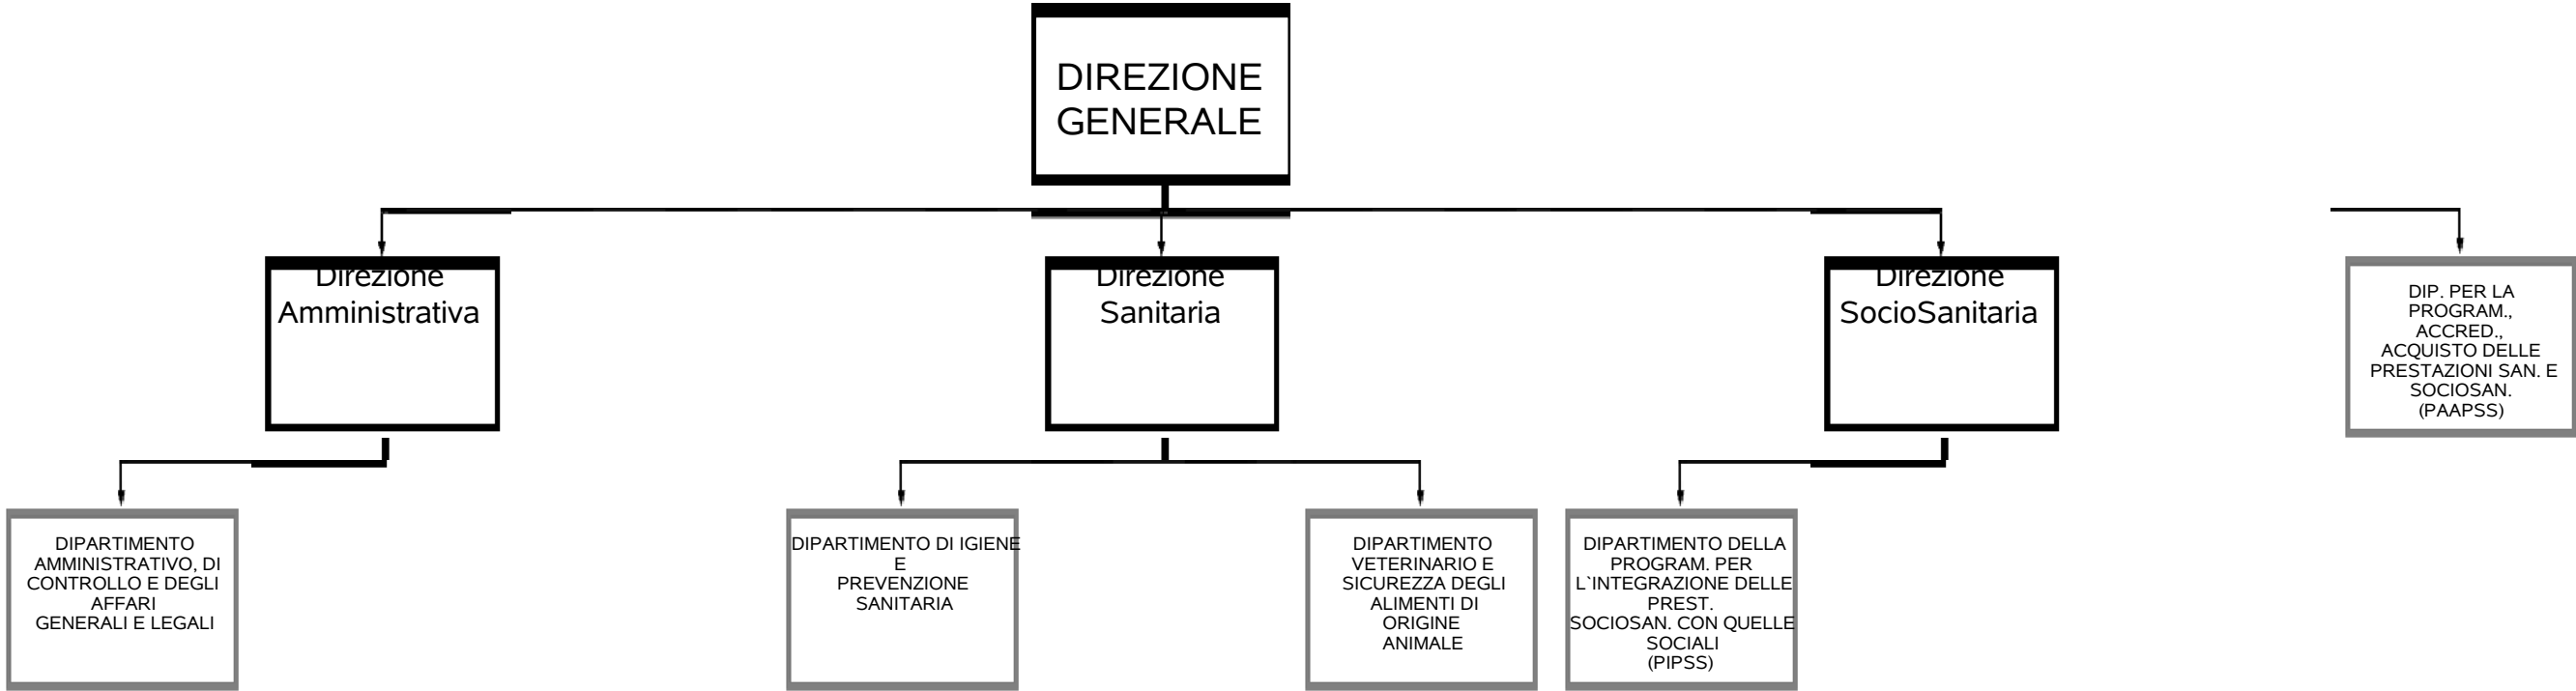 DIREZIONE
GENERALE
Direzione
Amministrativa
Direzione
Sanitaria
Direzione
SocioSanitaria
DIP. PER LA
PROGRAM.,
ACCRED.,
ACQUISTO DELLE
PRESTAZIONI SAN. E
SOCIOSAN.
(PAAPSS)
DIPARTIMENTO
AMMINISTRATIVO, DI
CONTROLLO E DEGLI
AFFARI
GENERALI E LEGALI
DIPARTIMENTO DI IGIENE
E
PREVENZIONE
SANITARIA
DIPARTIMENTO
VETERINARIO E
SICUREZZA DEGLI
ALIMENTI DI
ORIGINE
ANIMALE
DIPARTIMENTO DELLA
PROGRAM. PER
L`INTEGRAZIONE DELLE
PREST.
SOCIOSAN. CON QUELLE
SOCIALI
(PIPSS)